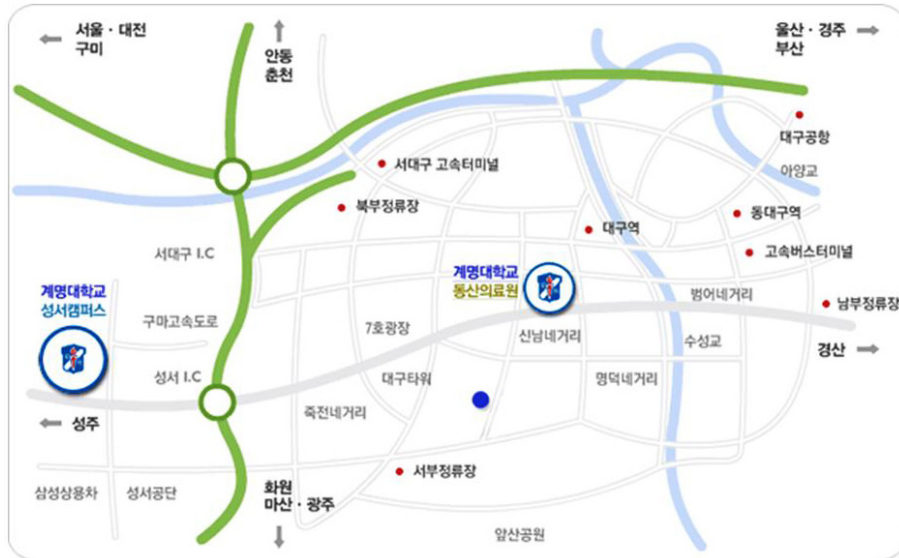 서울 · 대전
구미
안동
춘천
울산 · 경주
부산
대구공항
아양교
서대구 고속터미널
북부정류장
동대구역
대구역
고속버스터미널
서대구 I.C
계명대학교
동산의료원
계명대학교
성서캠퍼스
범어네거리
남부정류장
구마고속도로
7호광장
신남네거리
수성교
경산
성서 I.C
대구타워
명덕네거리
죽전네거리
성주
서부정류장
삼성상용차
성서공단
화원
마산 · 광주
앞산공원